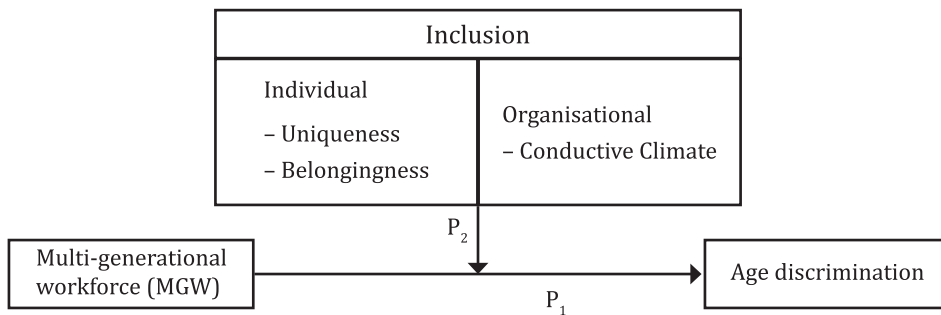 Inclusion
Individual
– Uniqueness
– Belongingness
Organisational
– Conductive Climate
P₂
Multi-generational
workforce (MGW)
P₁
Age discrimination